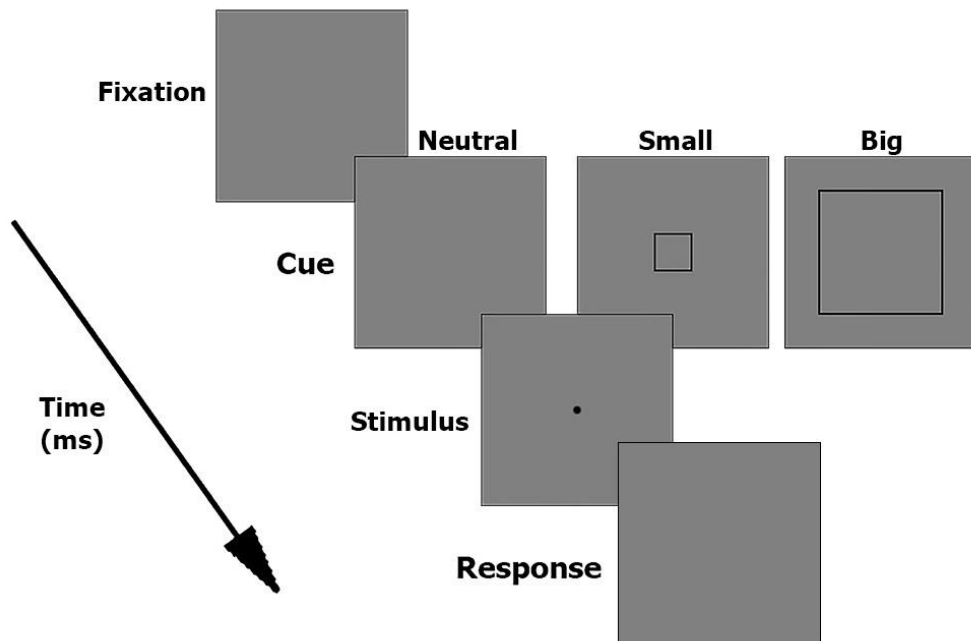 Fixation
Neutral
Small
Big
Cue
Time
(ms)
Stimulus
Response